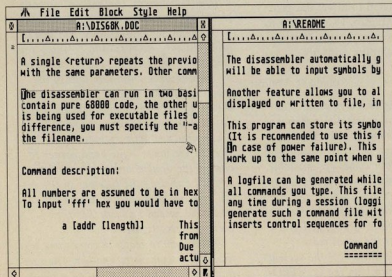 File Edit Block Style Help
A:\DIS68K.DOC
A single <return> repeats the previo
with the same parameters. Other comm
The disassembler can run in two basi
contain pure 68000 code, the other u
is being used for executable files o
difference, you must specify the "-a
the filename.
Command description:
All numbers are assumed to be in hex
To input 'fff' hex you would have to
a [addr [length]] This
from
Due
actu
A:\README
The disassembler automatically g
will be able to input symbols by
Another feature allows you to al
displayed or written to file, in
This program can store its symbo
(It is recommended to use this f
in case of power failure). This
work up to the same point when y
A logfile can be generated while
all commands you type. This file
any time during a session (loggi
generate such a command file wit
inserts control sequences for fo
Command
========